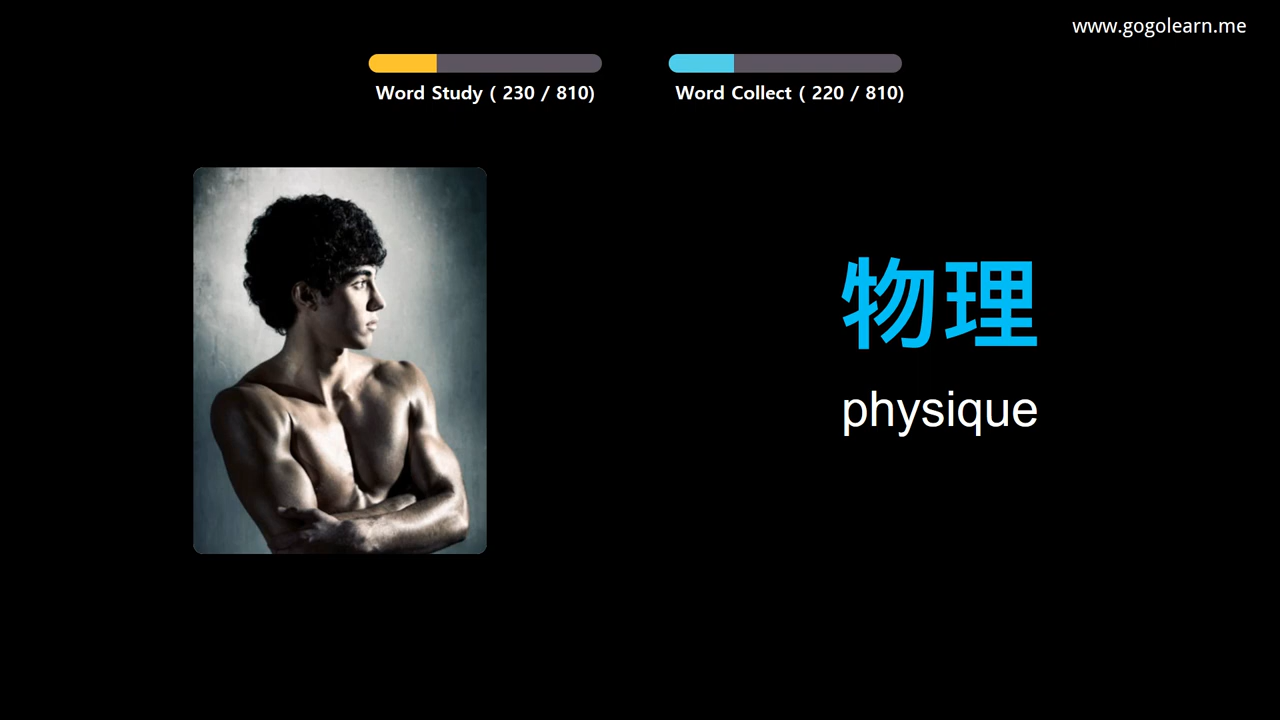 www.gogolearn.me
Word Study ( 230 / 810)
Word Collect ( 220 / 810)
物理
physique